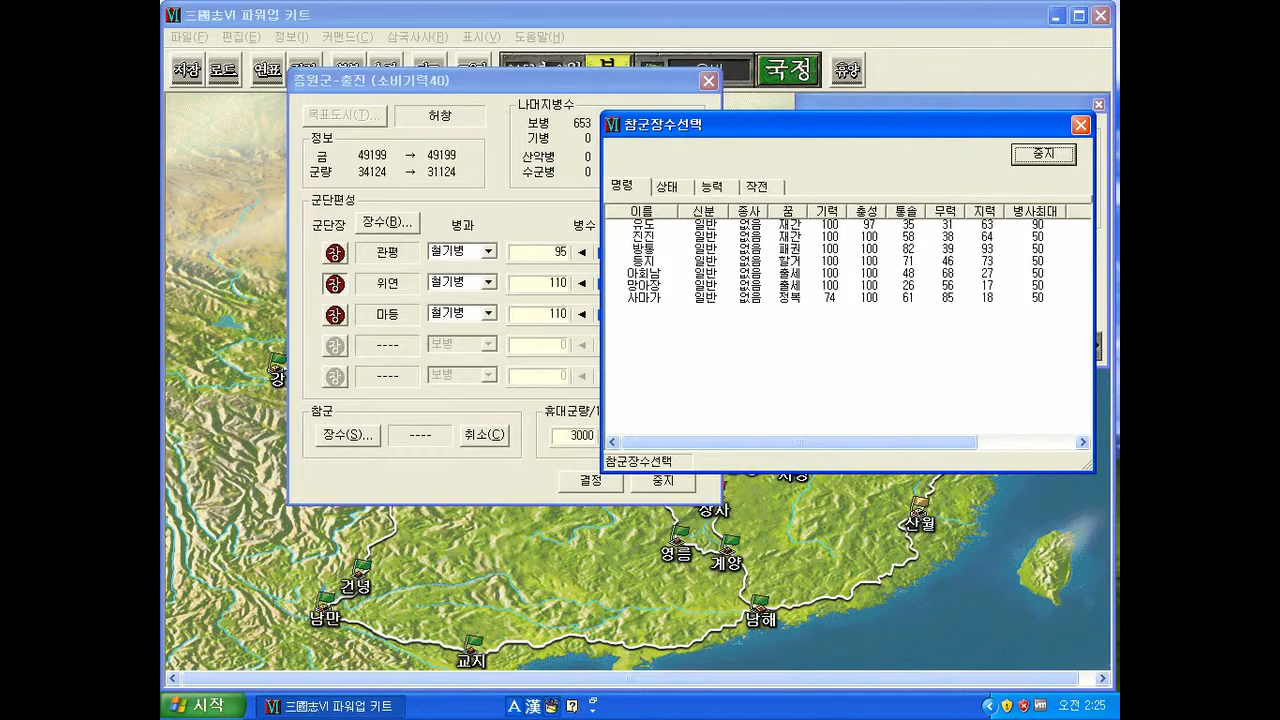 三國志VI 파워업 키트
파일(F) 편집(E) 정보(I) 커맨드(C) 삼국사사(R) 표시(V) 도움말(H)
저장 로드 연표 국정 휴양
증원군-출진 (소비기력40)
목표도시(T)... 허창
나머지병수
보병 653
기병 0
산악병 0
수군병 0
정보
금 49199 → 49199
군량 34124 → 31124
군단편성
군단장 장수(B)... 병과 병수
장 관평 철기병 95
장 위연 철기병 110
장 마등 철기병 110
장 ---- 보병 0
장 ---- 보병 0
참군
장수(S)... ---- 취소(C)
휴대군량/1
3000
결정 중지
참군장수선택
중지
명령 상태 능력 작전
이름 신분 종사 꿈 기력 충성 통솔 무력 지력 병사최대
유도 일반 없음 재간 100 97 35 31 63 90
진진 일반 없음 재간 100 100 58 38 64 50
방통 일반 없음 패권 100 100 82 39 93 50
등지 일반 없음 할거 100 100 71 46 73 50
아회남 일반 없음 출세 100 100 48 68 27 50
망아장 일반 없음 출세 100 100 26 56 17 50
사마가 일반 없음 정복 74 100 61 85 18 50
참군장수선택
강
장사
산월
영릉 계양
건녕
남만
남해
교지
시작 三國志VI 파워업 키트 A 漢 오전 2:25